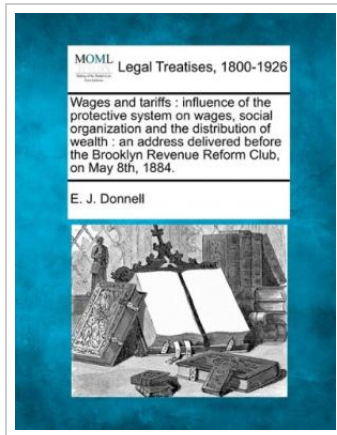 MOML
Legal Treatises, 1800-1926
Wages and tariffs : influence of the
protective system on wages, social
organization and the distribution of
wealth : an address delivered before
the Brooklyn Revenue Reform Club,
on May 8th, 1884.
E. J. Donnell